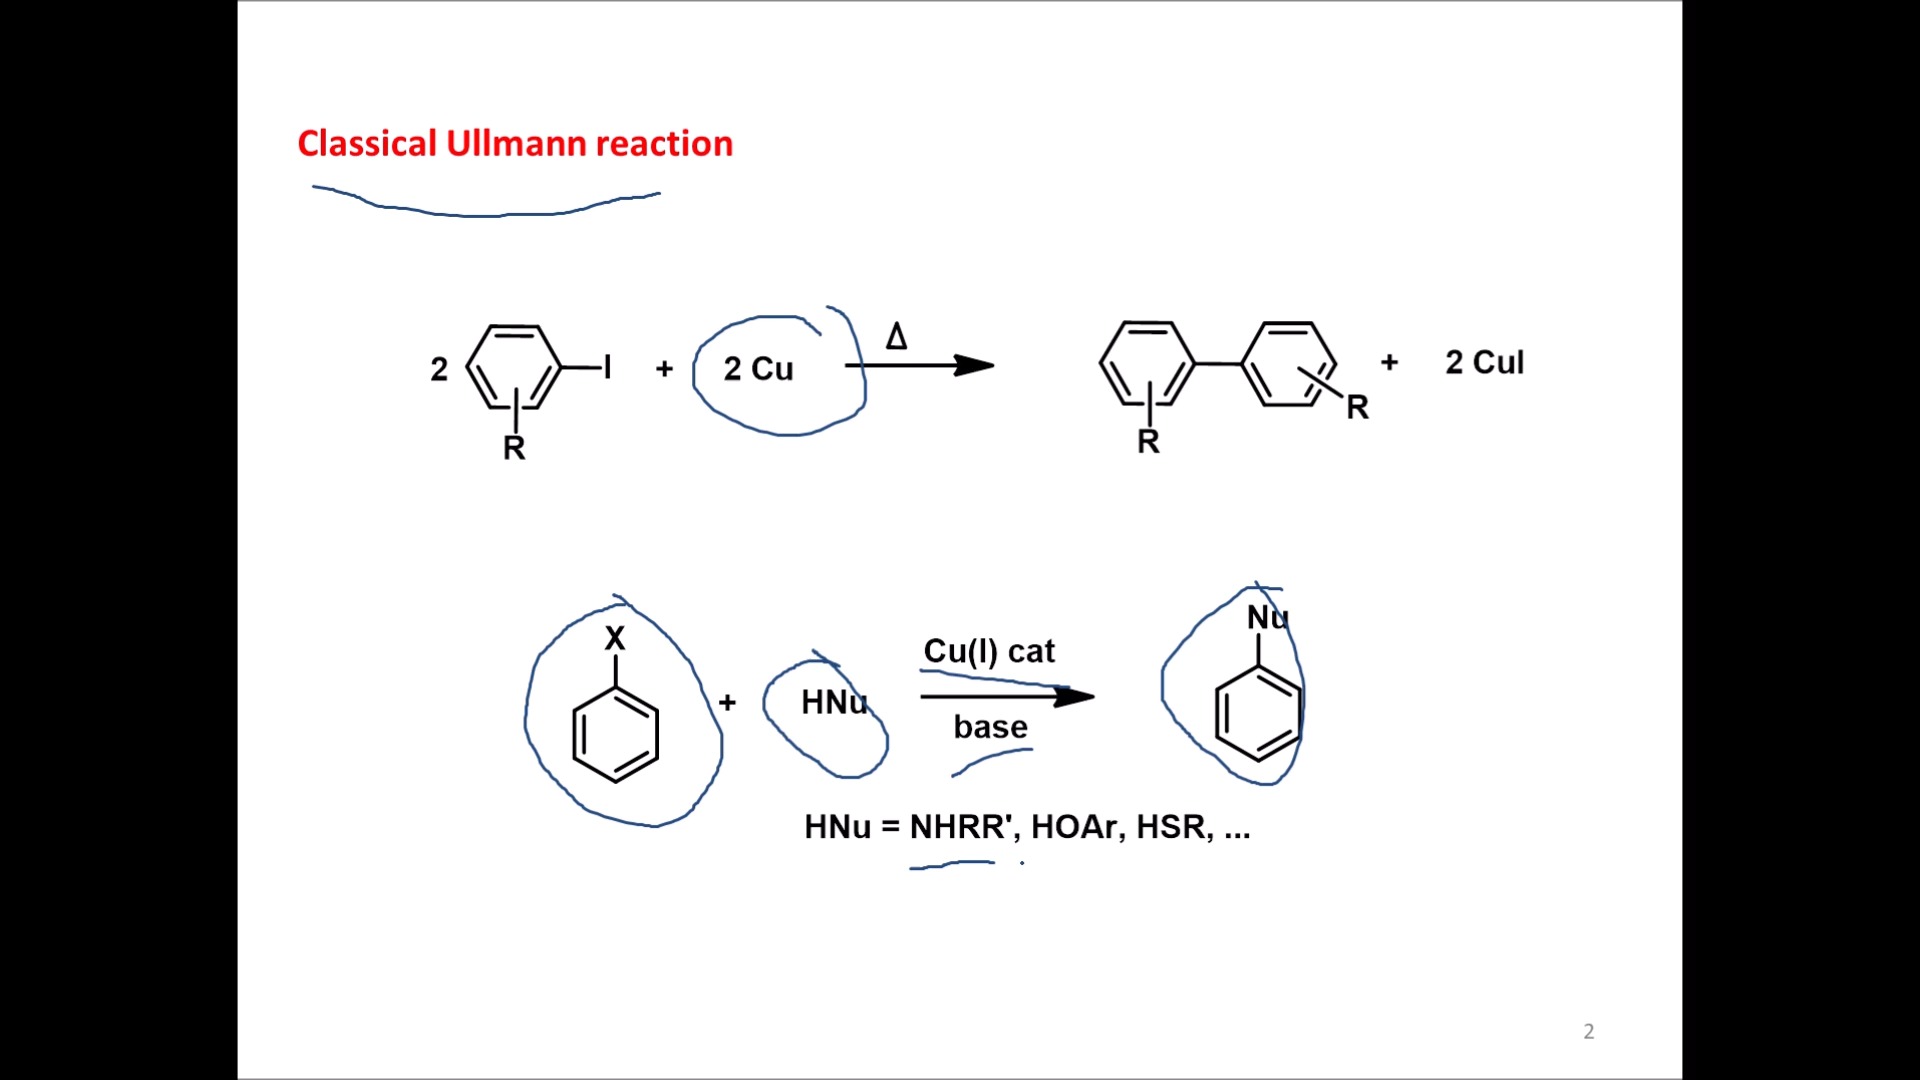 Classical Ullmann reaction
2 I + 2 Cu Δ + 2 CuI
R R R
X Nu
+ HNu Cu(I) cat
base
HNu = NHRR', HOAr, HSR, ...
2